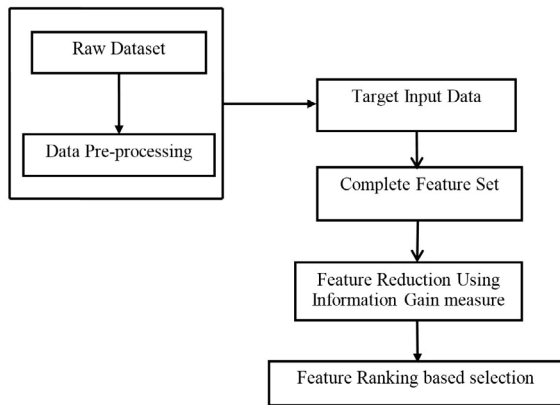 Raw Dataset
Data Pre-processing
Target Input Data
Complete Feature Set
Feature Reduction Using
Information Gain measure
Feature Ranking based selection